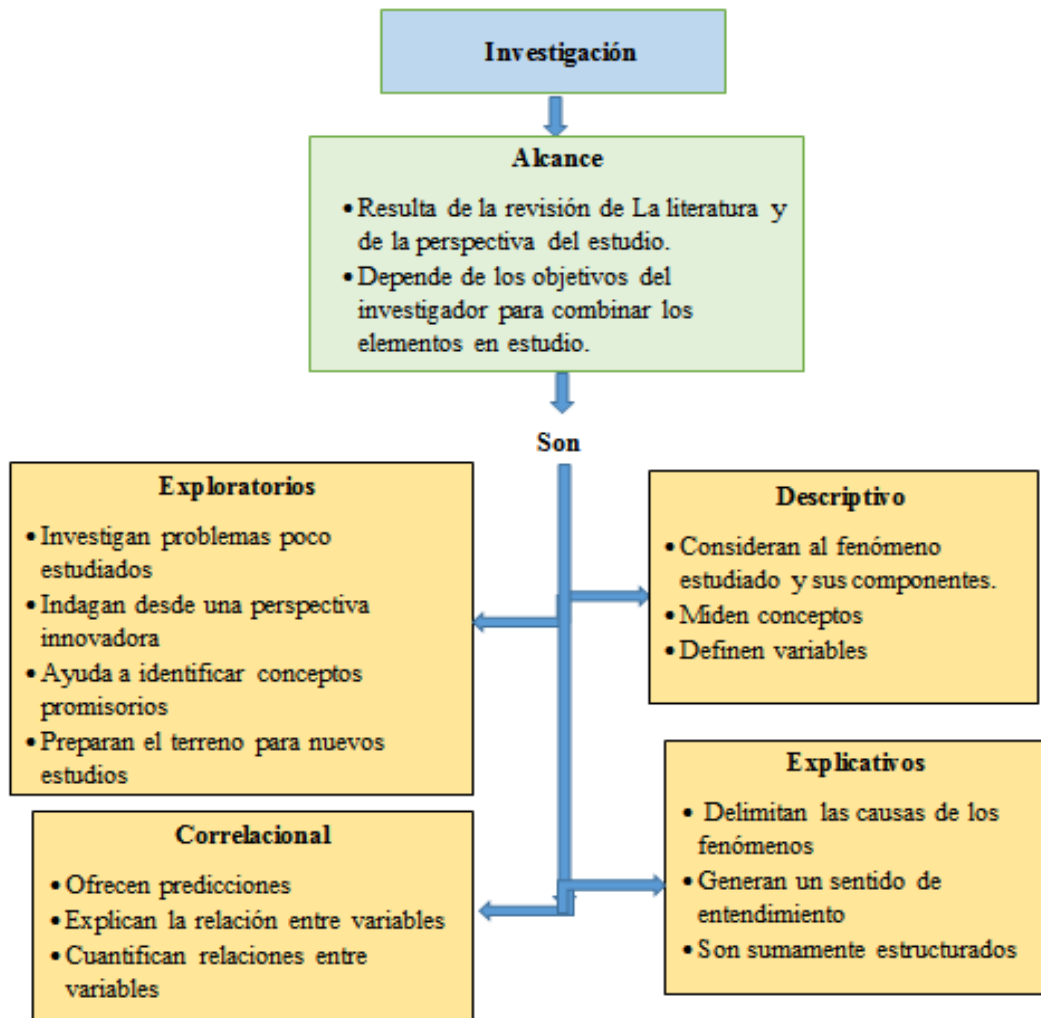 Investigación
Alcance
• Resulta de la revisión de La literatura y
de la perspectiva del estudio.
• Depende de los objetivos del
investigador para combinar los
elementos en estudio.
Son
Exploratorios
• Investigan problemas poco
estudiados
• Indagan desde una perspectiva
innovadora
• Ayuda a identificar conceptos
promisorios
• Preparan el terreno para nuevos
estudios
Descriptivo
• Consideran al fenómeno
estudiado y sus componentes.
• Miden conceptos
• Definen variables
Correlacional
• Ofrecen predicciones
• Explican la relación entre variables
• Cuantifican relaciones entre
variables
Explicativos
• Delimitan las causas de los
fenómenos
• Generan un sentido de
entendimiento
• Son sumamente estructurados